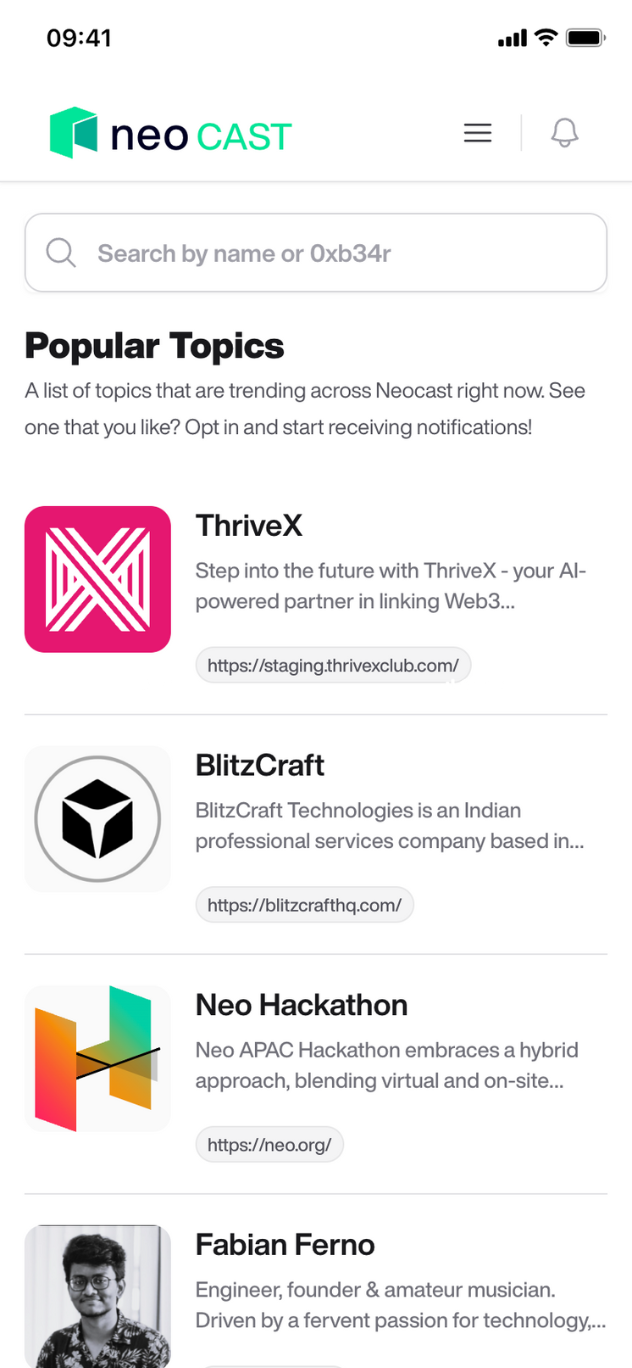 09:41
neo CAST
Search by name or 0xb34r
Popular Topics
A list of topics that are trending across Neocast right now. See
one that you like? Opt in and start receiving notifications!
ThriveX
Step into the future with ThriveX - your AI-
powered partner in linking Web3...
https://staging.thrivexclub.com/
BlitzCraft
BlitzCraft Technologies is an Indian
professional services company based in...
https://blitzcrafthq.com/
Neo Hackathon
Neo APAC Hackathon embraces a hybrid
approach, blending virtual and on-site...
https://neo.org/
Fabian Ferno
Engineer, founder & amateur musician.
Driven by a fervent passion for technology,...